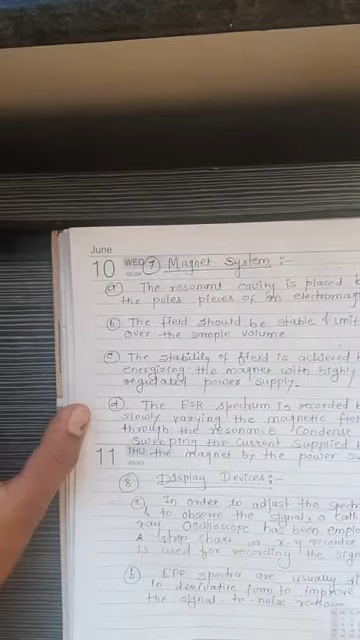 June
10 WED ⑦ Magnet System :-
ⓐ The resonant cavity is placed b
the poles pieces of an electromag
ⓑ The field should be stable & unif
over the sample volume
ⓒ The stability of field is achieved b
energizing the magnet with highly
regulated power supply.
ⓓ The ESR spectrum is recorded b
slowly varying the magnetic fiel
through the resonance Condense
Sweeping the Current Supplied
11 THU the magnet by the power su
⑧ Display Devices :-
ⓐ In order to adjust the spectr
& to observe the signal, a Cath
ray Oscilloscope has been emplo
A strip chart or x-y recorder
is used for recording the sign
ⓑ EPR spectra are usually di
in derivative form to improve
the signal-to-noise ratio